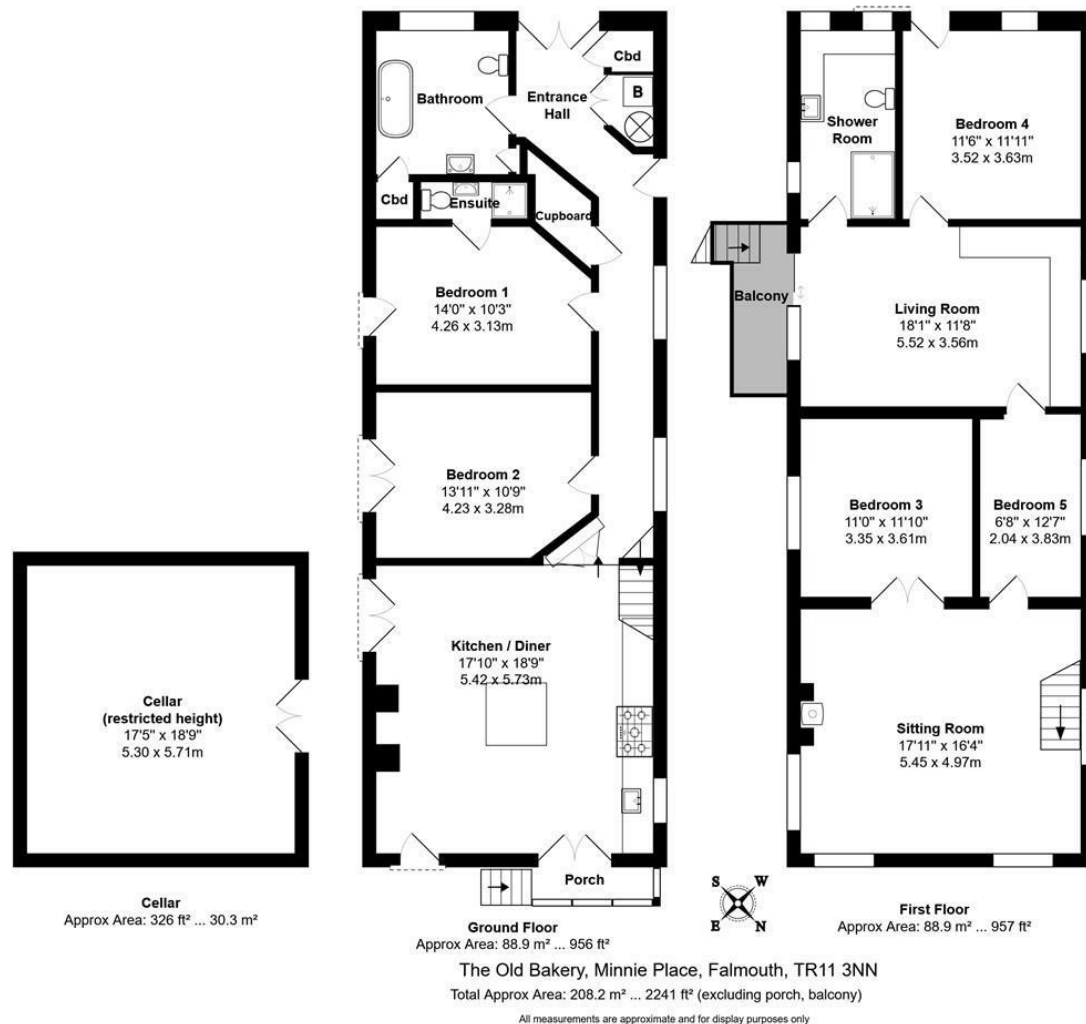 Cellar
(restricted height)
17'5" x 18'9"
5.30 x 5.71m
Cellar
Approx Area: 326 ft² ... 30.3 m²
Cbd
B
Bathroom
Entrance
Hall
Cbd
Ensuite
Cupboard
Bedroom 1
14'0" x 10'3"
4.26 x 3.13m
Bedroom 2
13'11" x 10'9"
4.23 x 3.28m
Kitchen / Diner
17'10" x 18'9"
5.42 x 5.73m
Porch
Ground Floor
Approx Area: 88.9 m² ... 956 ft²
Shower
Room
Bedroom 4
11'6" x 11'11"
3.52 x 3.63m
Balcony
Living Room
18'1" x 11'8"
5.52 x 3.56m
Bedroom 3
11'0" x 11'10"
3.35 x 3.61m
Bedroom 5
6'8" x 12'7"
2.04 x 3.83m
Sitting Room
17'11" x 16'4"
5.45 x 4.97m
S W
E N
First Floor
Approx Area: 88.9 m² ... 957 ft²
The Old Bakery, Minnie Place, Falmouth, TR11 3NN
Total Approx Area: 208.2 m² ... 2241 ft² (excluding porch, balcony)
All measurements are approximate and for display purposes only